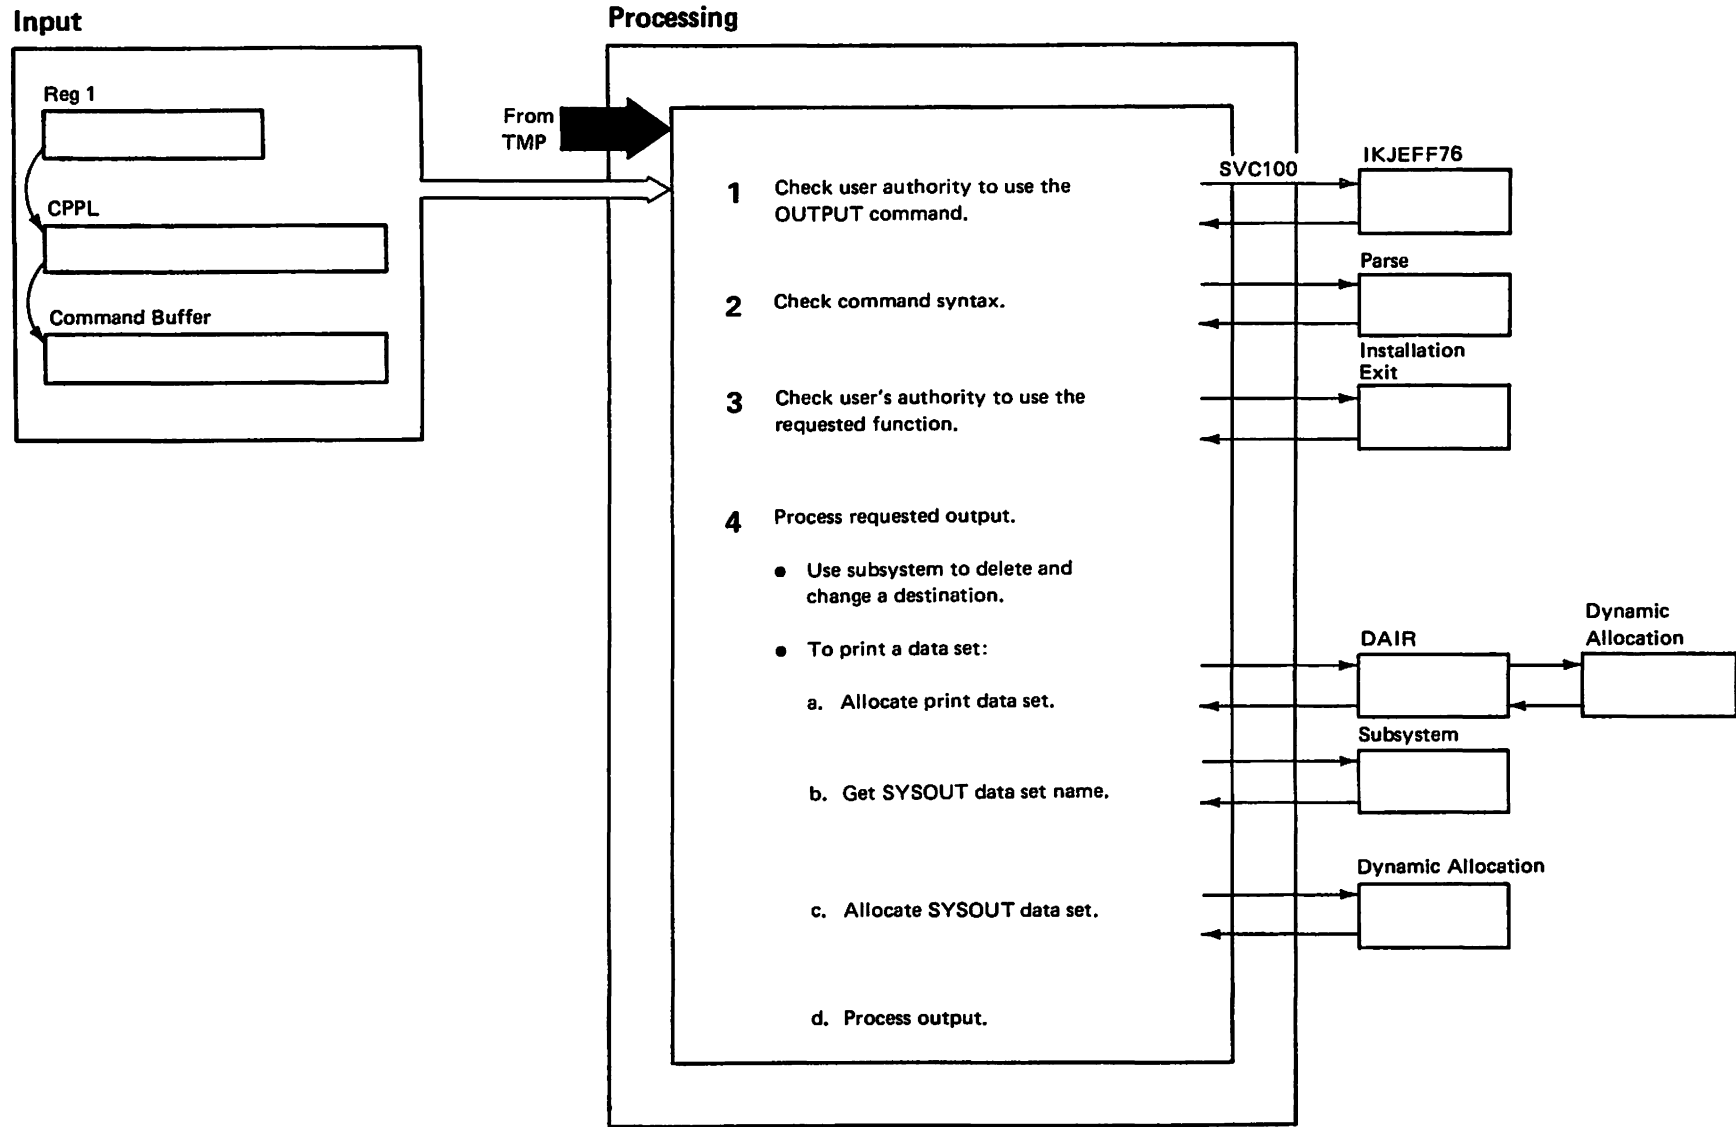 Input
Processing
Reg 1
From
TMP
CPPL
Command Buffer
1 Check user authority to use the
OUTPUT command.
SVC100
IKJEFF76
2 Check command syntax.
Parse
3 Check user's authority to use the
requested function.
Installation
Exit
4 Process requested output.
• Use subsystem to delete and
change a destination.
• To print a data set:
a. Allocate print data set.
DAIR
Dynamic
Allocation
b. Get SYSOUT data set name.
Subsystem
c. Allocate SYSOUT data set.
Dynamic Allocation
d. Process output.